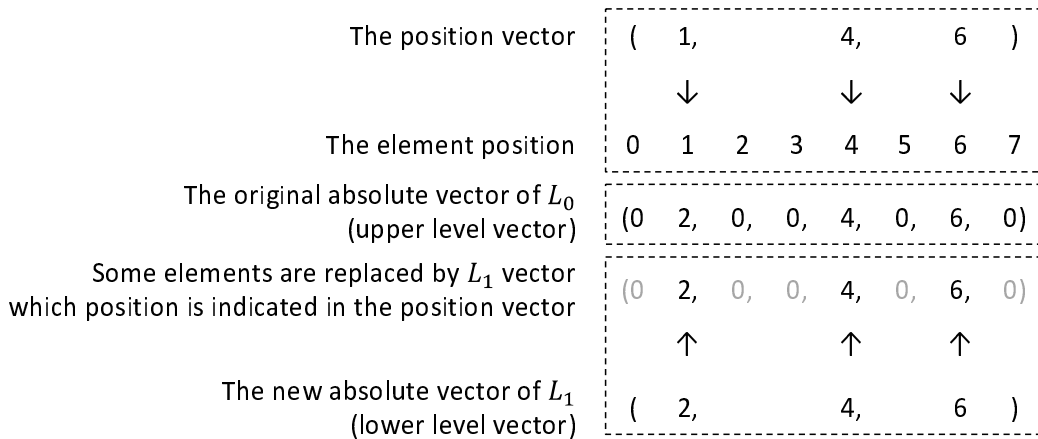 The position vector ( 1, 4, 6 )
↓ ↓ ↓
The element position 0 1 2 3 4 5 6 7
The original absolute vector of L₀
(upper level vector) (0 2, 0, 0, 4, 0, 6, 0)
Some elements are replaced by L₁ vector
which position is indicated in the position vector (0 2, 0, 0, 4, 0, 6, 0)
↑ ↑ ↑
The new absolute vector of L₁
(lower level vector) ( 2, 4, 6 )